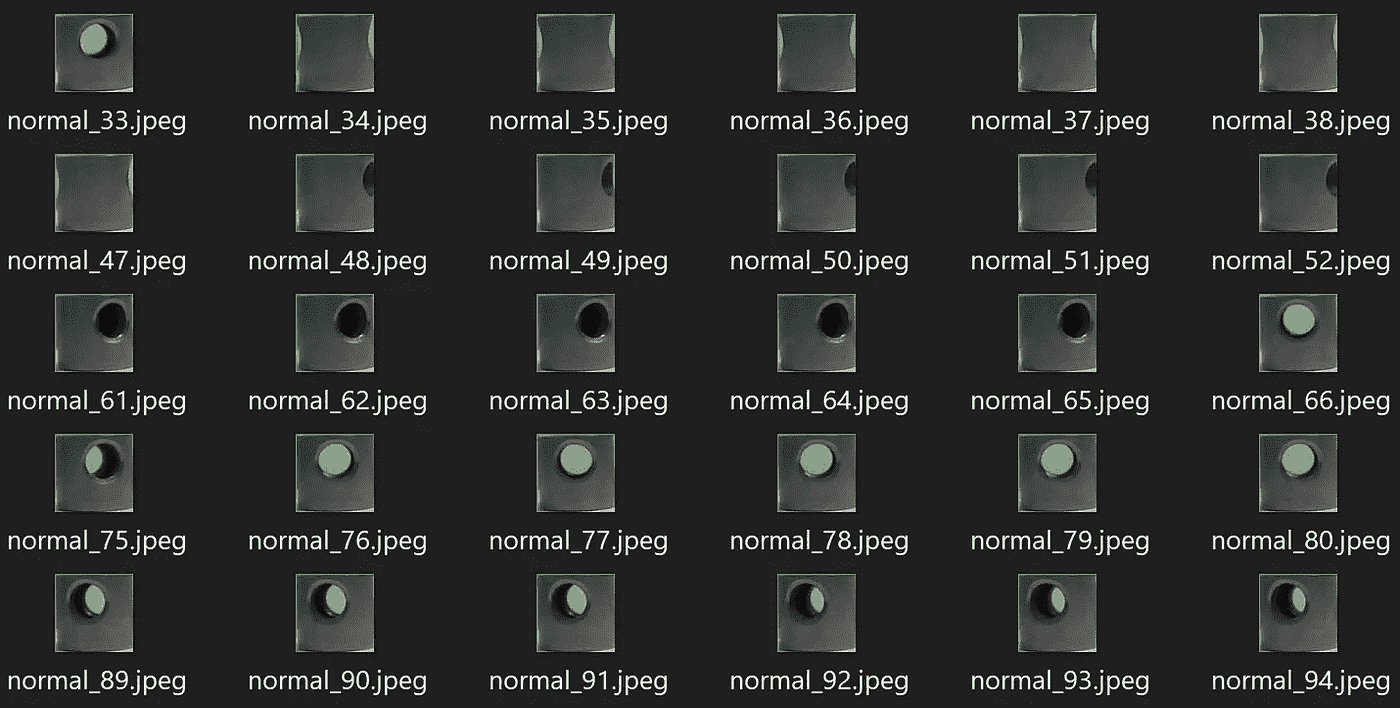 normal_33.jpeg normal_34.jpeg normal_35.jpeg normal_36.jpeg normal_37.jpeg normal_38.jpeg
normal_47.jpeg normal_48.jpeg normal_49.jpeg normal_50.jpeg normal_51.jpeg normal_52.jpeg
normal_61.jpeg normal_62.jpeg normal_63.jpeg normal_64.jpeg normal_65.jpeg normal_66.jpeg
normal_75.jpeg normal_76.jpeg normal_77.jpeg normal_78.jpeg normal_79.jpeg normal_80.jpeg
normal_89.jpeg normal_90.jpeg normal_91.jpeg normal_92.jpeg normal_93.jpeg normal_94.jpeg